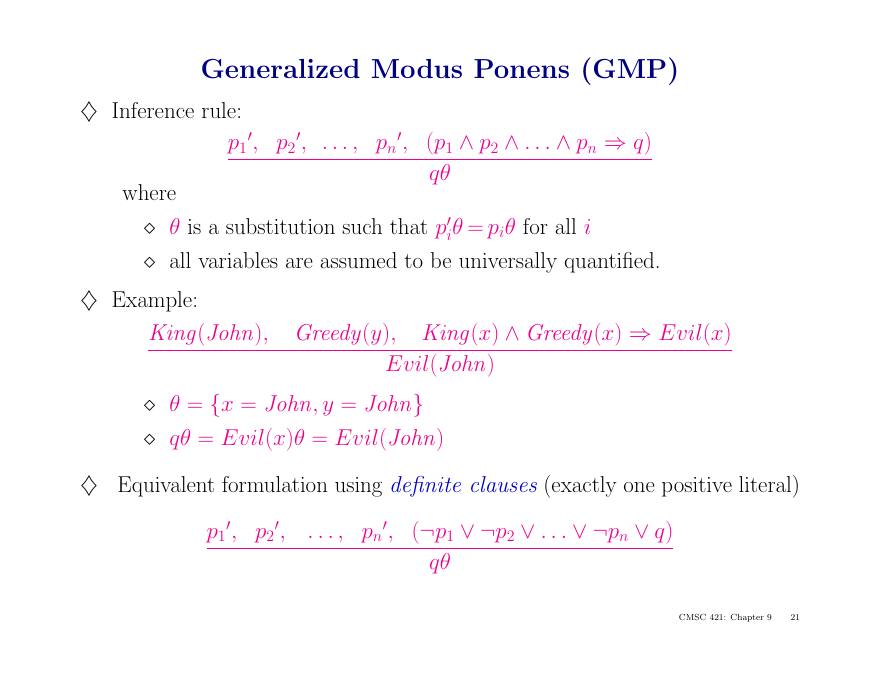 Generalized Modus Ponens (GMP)
♢ Inference rule:
p₁′, p₂′, …, pₙ′, (p₁ ∧ p₂ ∧ … ∧ pₙ ⇒ q)
qθ
where
⋄ θ is a substitution such that pᵢ′θ = pᵢθ for all i
⋄ all variables are assumed to be universally quantified.
♢ Example:
King(John), Greedy(y), King(x) ∧ Greedy(x) ⇒ Evil(x)
Evil(John)
⋄ θ = {x = John, y = John}
⋄ qθ = Evil(x)θ = Evil(John)
♢ Equivalent formulation using definite clauses (exactly one positive literal)
p₁′, p₂′, …, pₙ′, (¬p₁ ∨ ¬p₂ ∨ … ∨ ¬pₙ ∨ q)
qθ
CMSC 421: Chapter 9 21